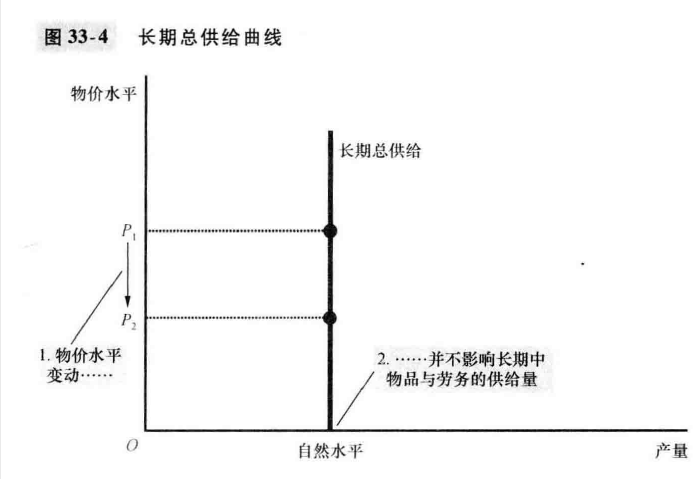 图 33-4 长期总供给曲线
物价水平
长期总供给
P₁
P₂
1. 物价水平
变动……
2. ……并不影响长期中
物品与劳务的供给量
O
自然水平
产量